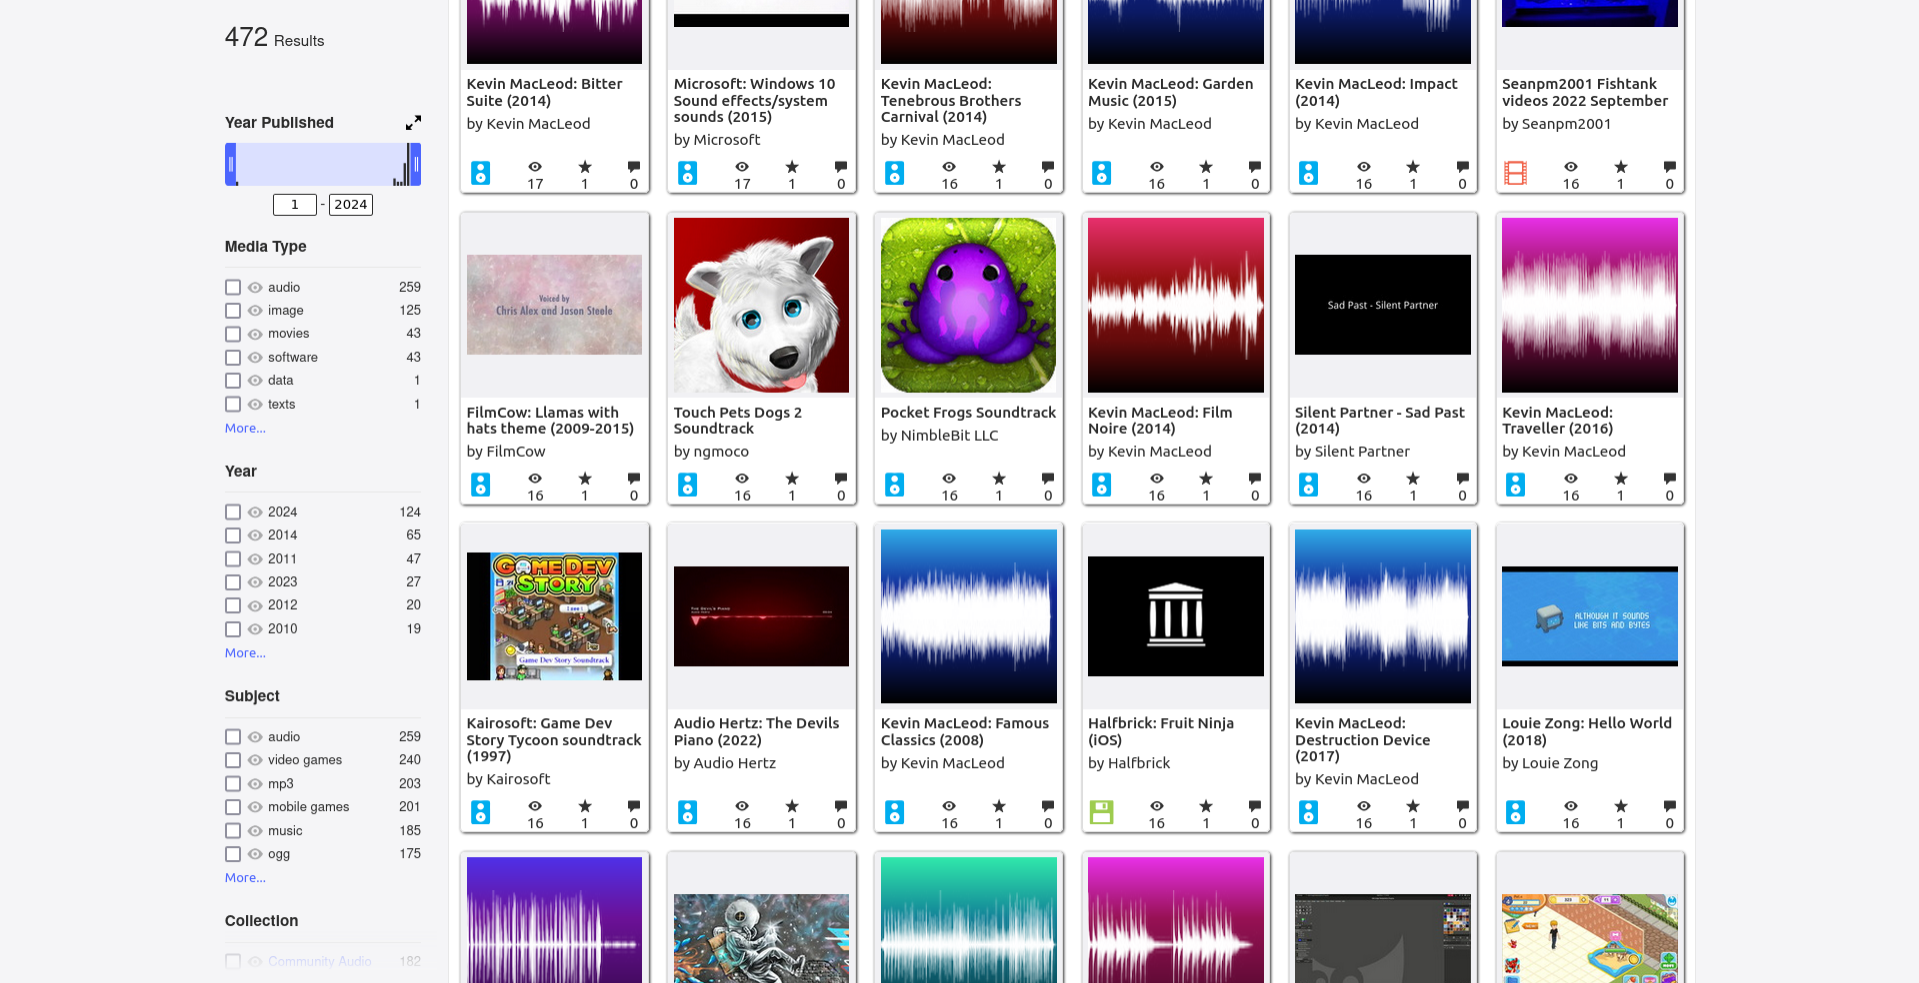 472 Results
Year Published
1 - 2024
Media Type
audio 259
image 125
movies 43
software 43
data 1
texts 1
More...
Year
2024 124
2014 65
2011 47
2023 27
2012 20
2010 19
More...
Subject
audio 259
video games 240
mp3 203
mobile games 201
music 185
ogg 175
More...
Collection
Community Audio 182
Kevin MacLeod: Bitter
Suite (2014)
by Kevin MacLeod
17 1 0
Microsoft: Windows 10
Sound effects/system
sounds (2015)
by Microsoft
17 1 0
Kevin MacLeod:
Tenebrous Brothers
Carnival (2014)
by Kevin MacLeod
16 1 0
Kevin MacLeod: Garden
Music (2015)
by Kevin MacLeod
16 1 0
Kevin MacLeod: Impact
(2014)
by Kevin MacLeod
16 1 0
Seanpm2001 Fishtank
videos 2022 September
by Seanpm2001
16 1 0
Voiced by
Chris Alex and Jason Steele
FilmCow: Llamas with
hats theme (2009-2015)
by FilmCow
16 1 0
Touch Pets Dogs 2
Soundtrack
by ngmoco
16 1 0
Pocket Frogs Soundtrack
by NimbleBit LLC
16 1 0
Kevin MacLeod: Film
Noire (2014)
by Kevin MacLeod
16 1 0
Sad Past - Silent Partner
Silent Partner - Sad Past
(2014)
by Silent Partner
16 1 0
Kevin MacLeod:
Traveller (2016)
by Kevin MacLeod
16 1 0
GAME DEV
STORY
Game Dev Story Soundtrack
Kairosoft: Game Dev
Story Tycoon soundtrack
(1997)
by Kairosoft
16 1 0
THE DEVIL'S PIANO
Audio Hertz: The Devils
Piano (2022)
by Audio Hertz
16 1 0
Kevin MacLeod: Famous
Classics (2008)
by Kevin MacLeod
16 1 0
Halfbrick: Fruit Ninja
(iOS)
by Halfbrick
16 1 0
Kevin MacLeod:
Destruction Device
(2017)
by Kevin MacLeod
16 1 0
ALTHOUGH IT SOUNDS
LIKE BITS AND BYTES
Louie Zong: Hello World
(2018)
by Louie Zong
16 1 0